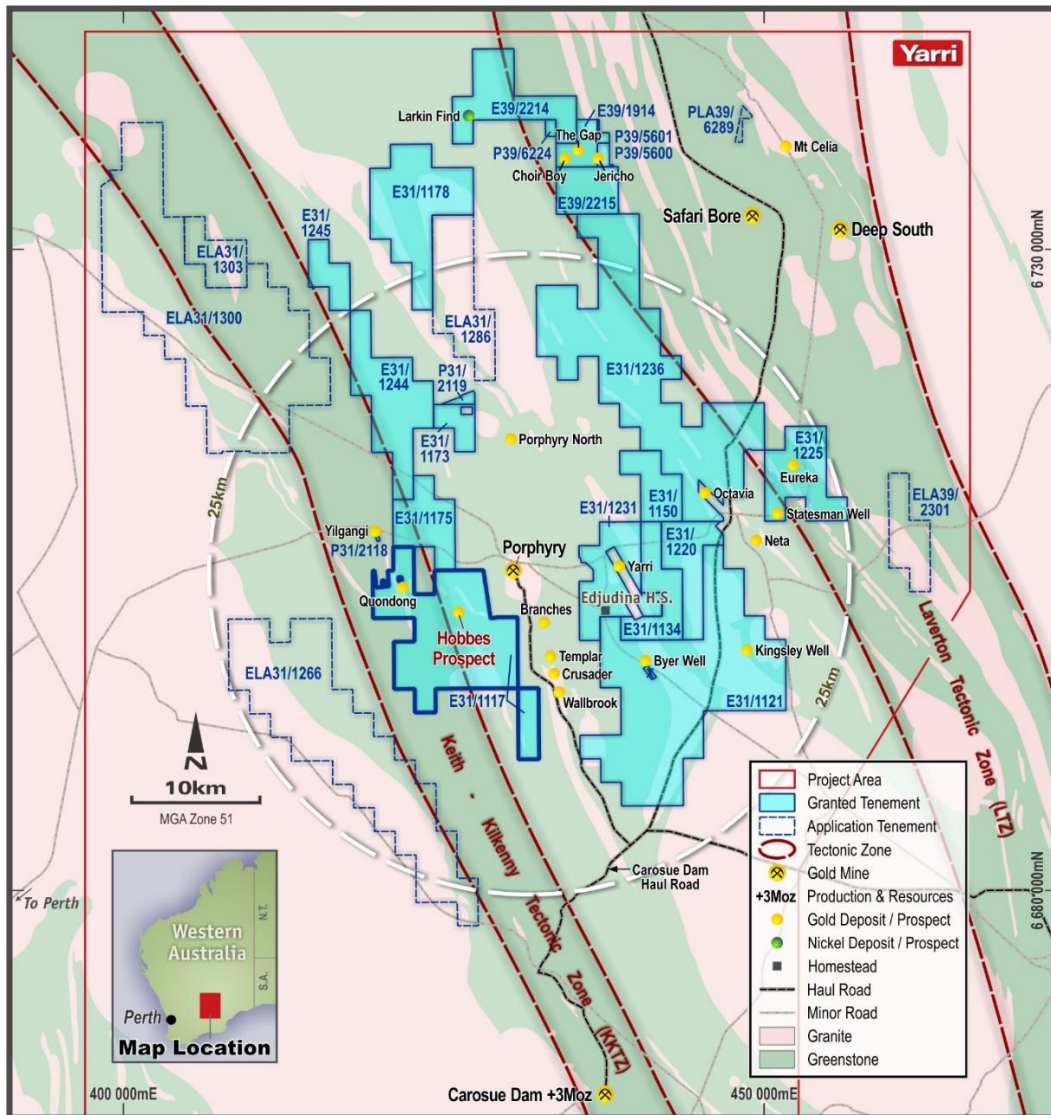 Yarri
Larkin Find
E39/2214
E39/1914
The Gap
P39/5601
P39/6224
P39/5600
Choir Boy
Jericho
PLA39/
6289
Mt Celia
E31/1178
E39/2215
Safari Bore
Deep South
E31/
1245
ELA31/
1303
ELA31/1300
ELA31/
1286
6 730 000mN
E31/
1244
P31/
2119
E31/1236
E31/
1173
Porphyry North
E31/
1225
Eureka
25km
E31/1175
E31/1231
E31/
1150
Octavia
Statesman Well
ELA39/
2301
Yilgangi
P31/2118
Porphyry
E31/
1220
Neta
Yarri
Quondong
Edjudina H.S.
Branches
E31/1134
Hobbes
Prospect
Templar
Byer Well
Kingsley Well
Crusader
ELA31/1266
E31/1117
Wallbrook
E31/1121
25km
Laverton Tectonic Zone (LTZ)
N
10km
MGA Zone 51
Keith - Kilkenny Tectonic Zone (KKTZ)
Carosue Dam
Haul Road
6 680 000mN
To Perth
Western
Australia
N.T.
S.A.
Perth
Map Location
Project Area
Granted Tenement
Application Tenement
Tectonic Zone
Gold Mine
+3Moz Production & Resources
Gold Deposit / Prospect
Nickel Deposit / Prospect
Homestead
Haul Road
Minor Road
Granite
Greenstone
400 000mE
Carosue Dam +3Moz
450 000mE